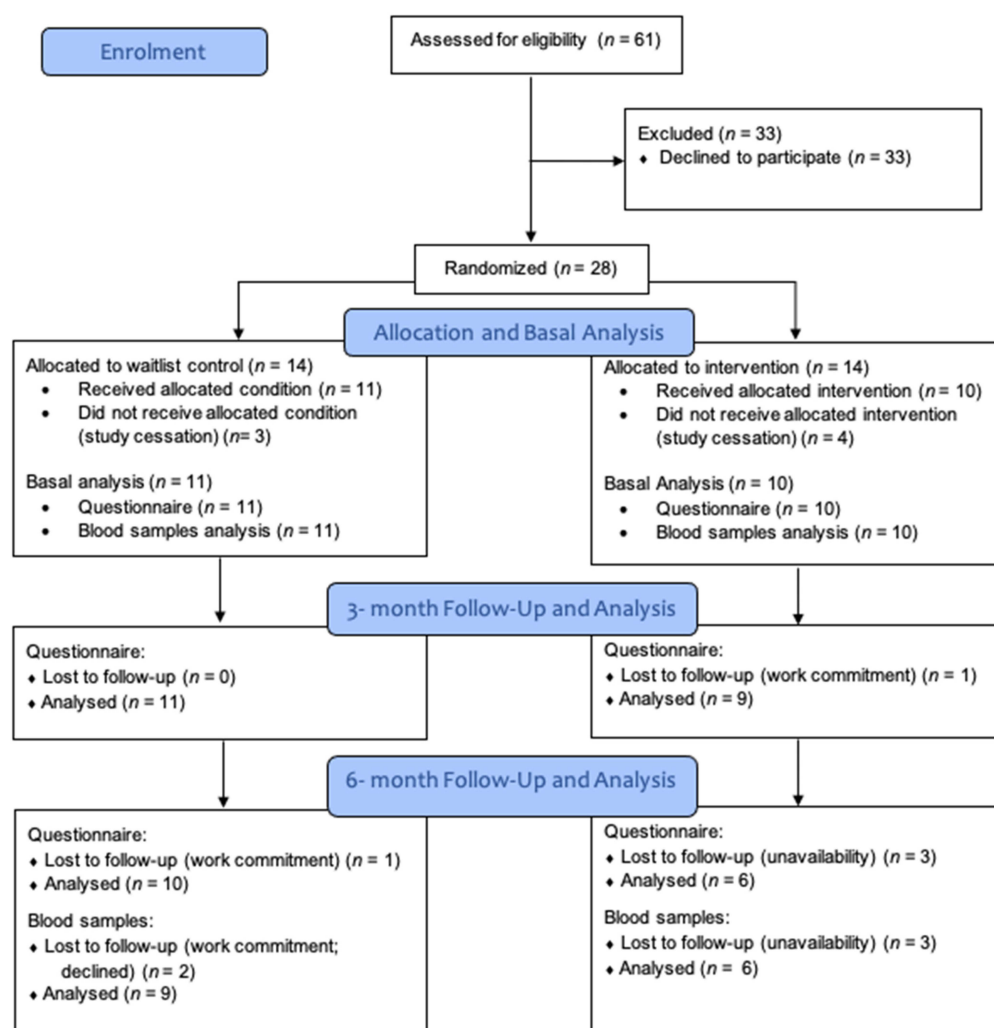 Enrolment
Assessed for eligibility (n = 61)
Excluded (n = 33)
♦ Declined to participate (n = 33)
Randomized (n = 28)
Allocation and Basal Analysis
Allocated to waitlist control (n = 14)
• Received allocated condition (n = 11)
• Did not receive allocated condition
(study cessation) (n= 3)
Basal analysis (n = 11)
• Questionnaire (n = 11)
• Blood samples analysis (n = 11)
Allocated to intervention (n = 14)
• Received allocated intervention (n = 10)
• Did not receive allocated intervention
(study cessation) (n = 4)
Basal Analysis (n = 10)
• Questionnaire (n = 10)
• Blood samples analysis (n = 10)
3- month Follow-Up and Analysis
Questionnaire:
♦ Lost to follow-up (n = 0)
♦ Analysed (n = 11)
Questionnaire:
♦ Lost to follow-up (work commitment) (n = 1)
♦ Analysed (n = 9)
6- month Follow-Up and Analysis
Questionnaire:
♦ Lost to follow-up (work commitment) (n = 1)
♦ Analysed (n = 10)
Blood samples:
♦ Lost to follow-up (work commitment;
declined) (n = 2)
♦ Analysed (n = 9)
Questionnaire:
♦ Lost to follow-up (unavailability) (n = 3)
♦ Analysed (n = 6)
Blood samples:
♦ Lost to follow-up (unavailability) (n = 3)
♦ Analysed (n = 6)